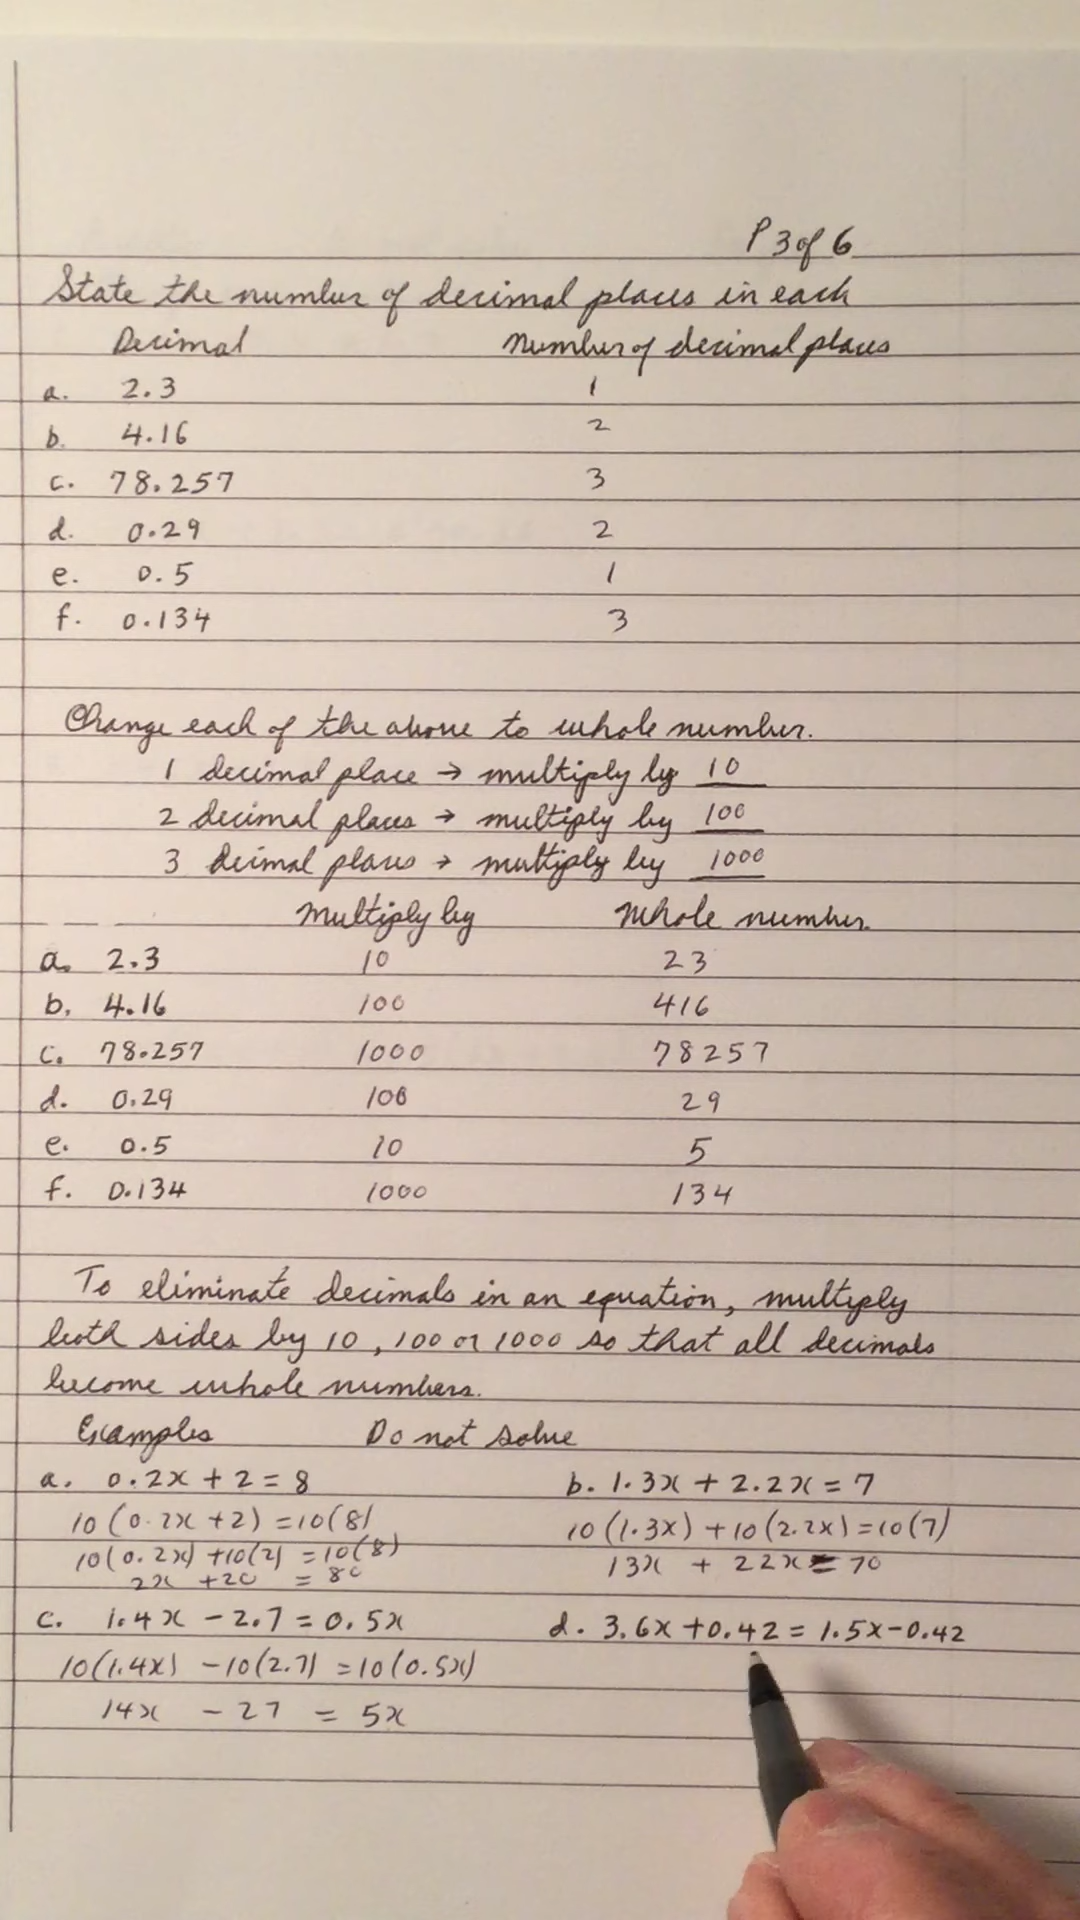 P 3 of 6
State the number of decimal places in each
Decimal Number of decimal places
a. 2.3 1
b. 4.16 2
c. 78.257 3
d. 0.29 2
e. 0.5 1
f. 0.134 3
Change each of the above to whole number.
1 decimal place → multiply by 10
2 decimal places → multiply by 100
3 decimal places → multiply by 1000
Multiply by Whole number
a. 2.3 10 23
b. 4.16 100 416
c. 78.257 1000 78257
d. 0.29 100 29
e. 0.5 10 5
f. 0.134 1000 134
To eliminate decimals in an equation, multiply
both sides by 10, 100 or 1000 so that all decimals
become whole numbers.
Examples Do not solve
a. 0.2x + 2 = 8
10(0.2x + 2) = 10(8)
10(0.2x) + 10(2) = 10(8)
2x + 20 = 80
b. 1.3x + 2.2x = 7
10(1.3x) + 10(2.2x) = 10(7)
13x + 22x = 70
c. 1.4x - 2.7 = 0.5x
10(1.4x) - 10(2.7) = 10(0.5x)
14x - 27 = 5x
d. 3.6x + 0.42 = 1.5x - 0.42